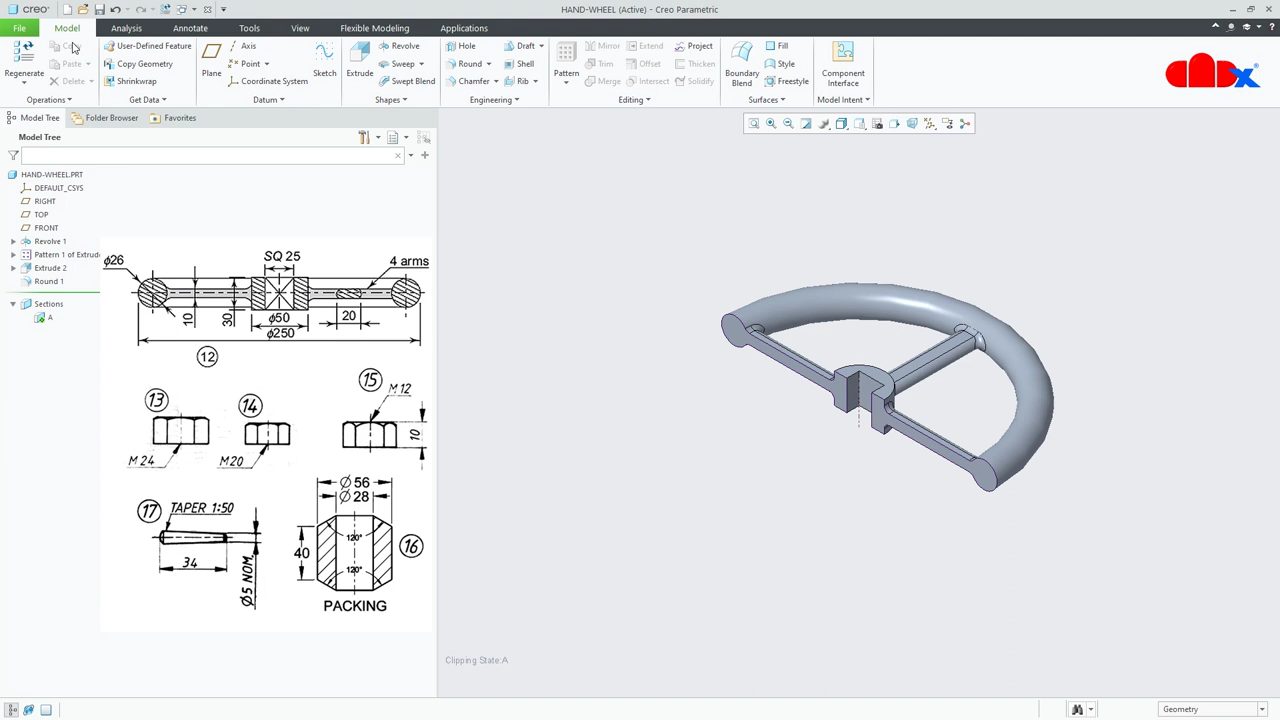 creo
HAND-WHEEL (Active) - Creo Parametric
File
Model
Analysis
Annotate
Tools
View
Flexible Modeling
Applications
Regenerate
Paste
Delete
Operations
User-Defined Feature
Copy Geometry
Shrinkwrap
Get Data
Plane
Axis
Point
Coordinate System
Sketch
Datum
Extrude
Revolve
Sweep
Swept Blend
Shapes
Hole
Round
Chamfer
Draft
Shell
Rib
Engineering
Pattern
Mirror
Trim
Merge
Extend
Offset
Intersect
Project
Thicken
Solidify
Editing
Boundary
Blend
Fill
Style
Freestyle
Surfaces
Component
Interface
Model Intent
Model Tree
Folder Browser
Favorites
Model Tree
HAND-WHEEL.PRT
DEFAULT_CSYS
RIGHT
TOP
FRONT
Revolve 1
Pattern 1 of Extrud
Extrude 2
Round 1
Sections
A
SQ 25
ϕ26
4 arms
10
30
ϕ50
20
ϕ250
12
13
14
15
M 12
10
M 24
M20
17
TAPER 1:50
34
Ø5 NOM.
Ø 56
Ø 28
40
120°
120°
16
PACKING
Clipping State:A
Geometry